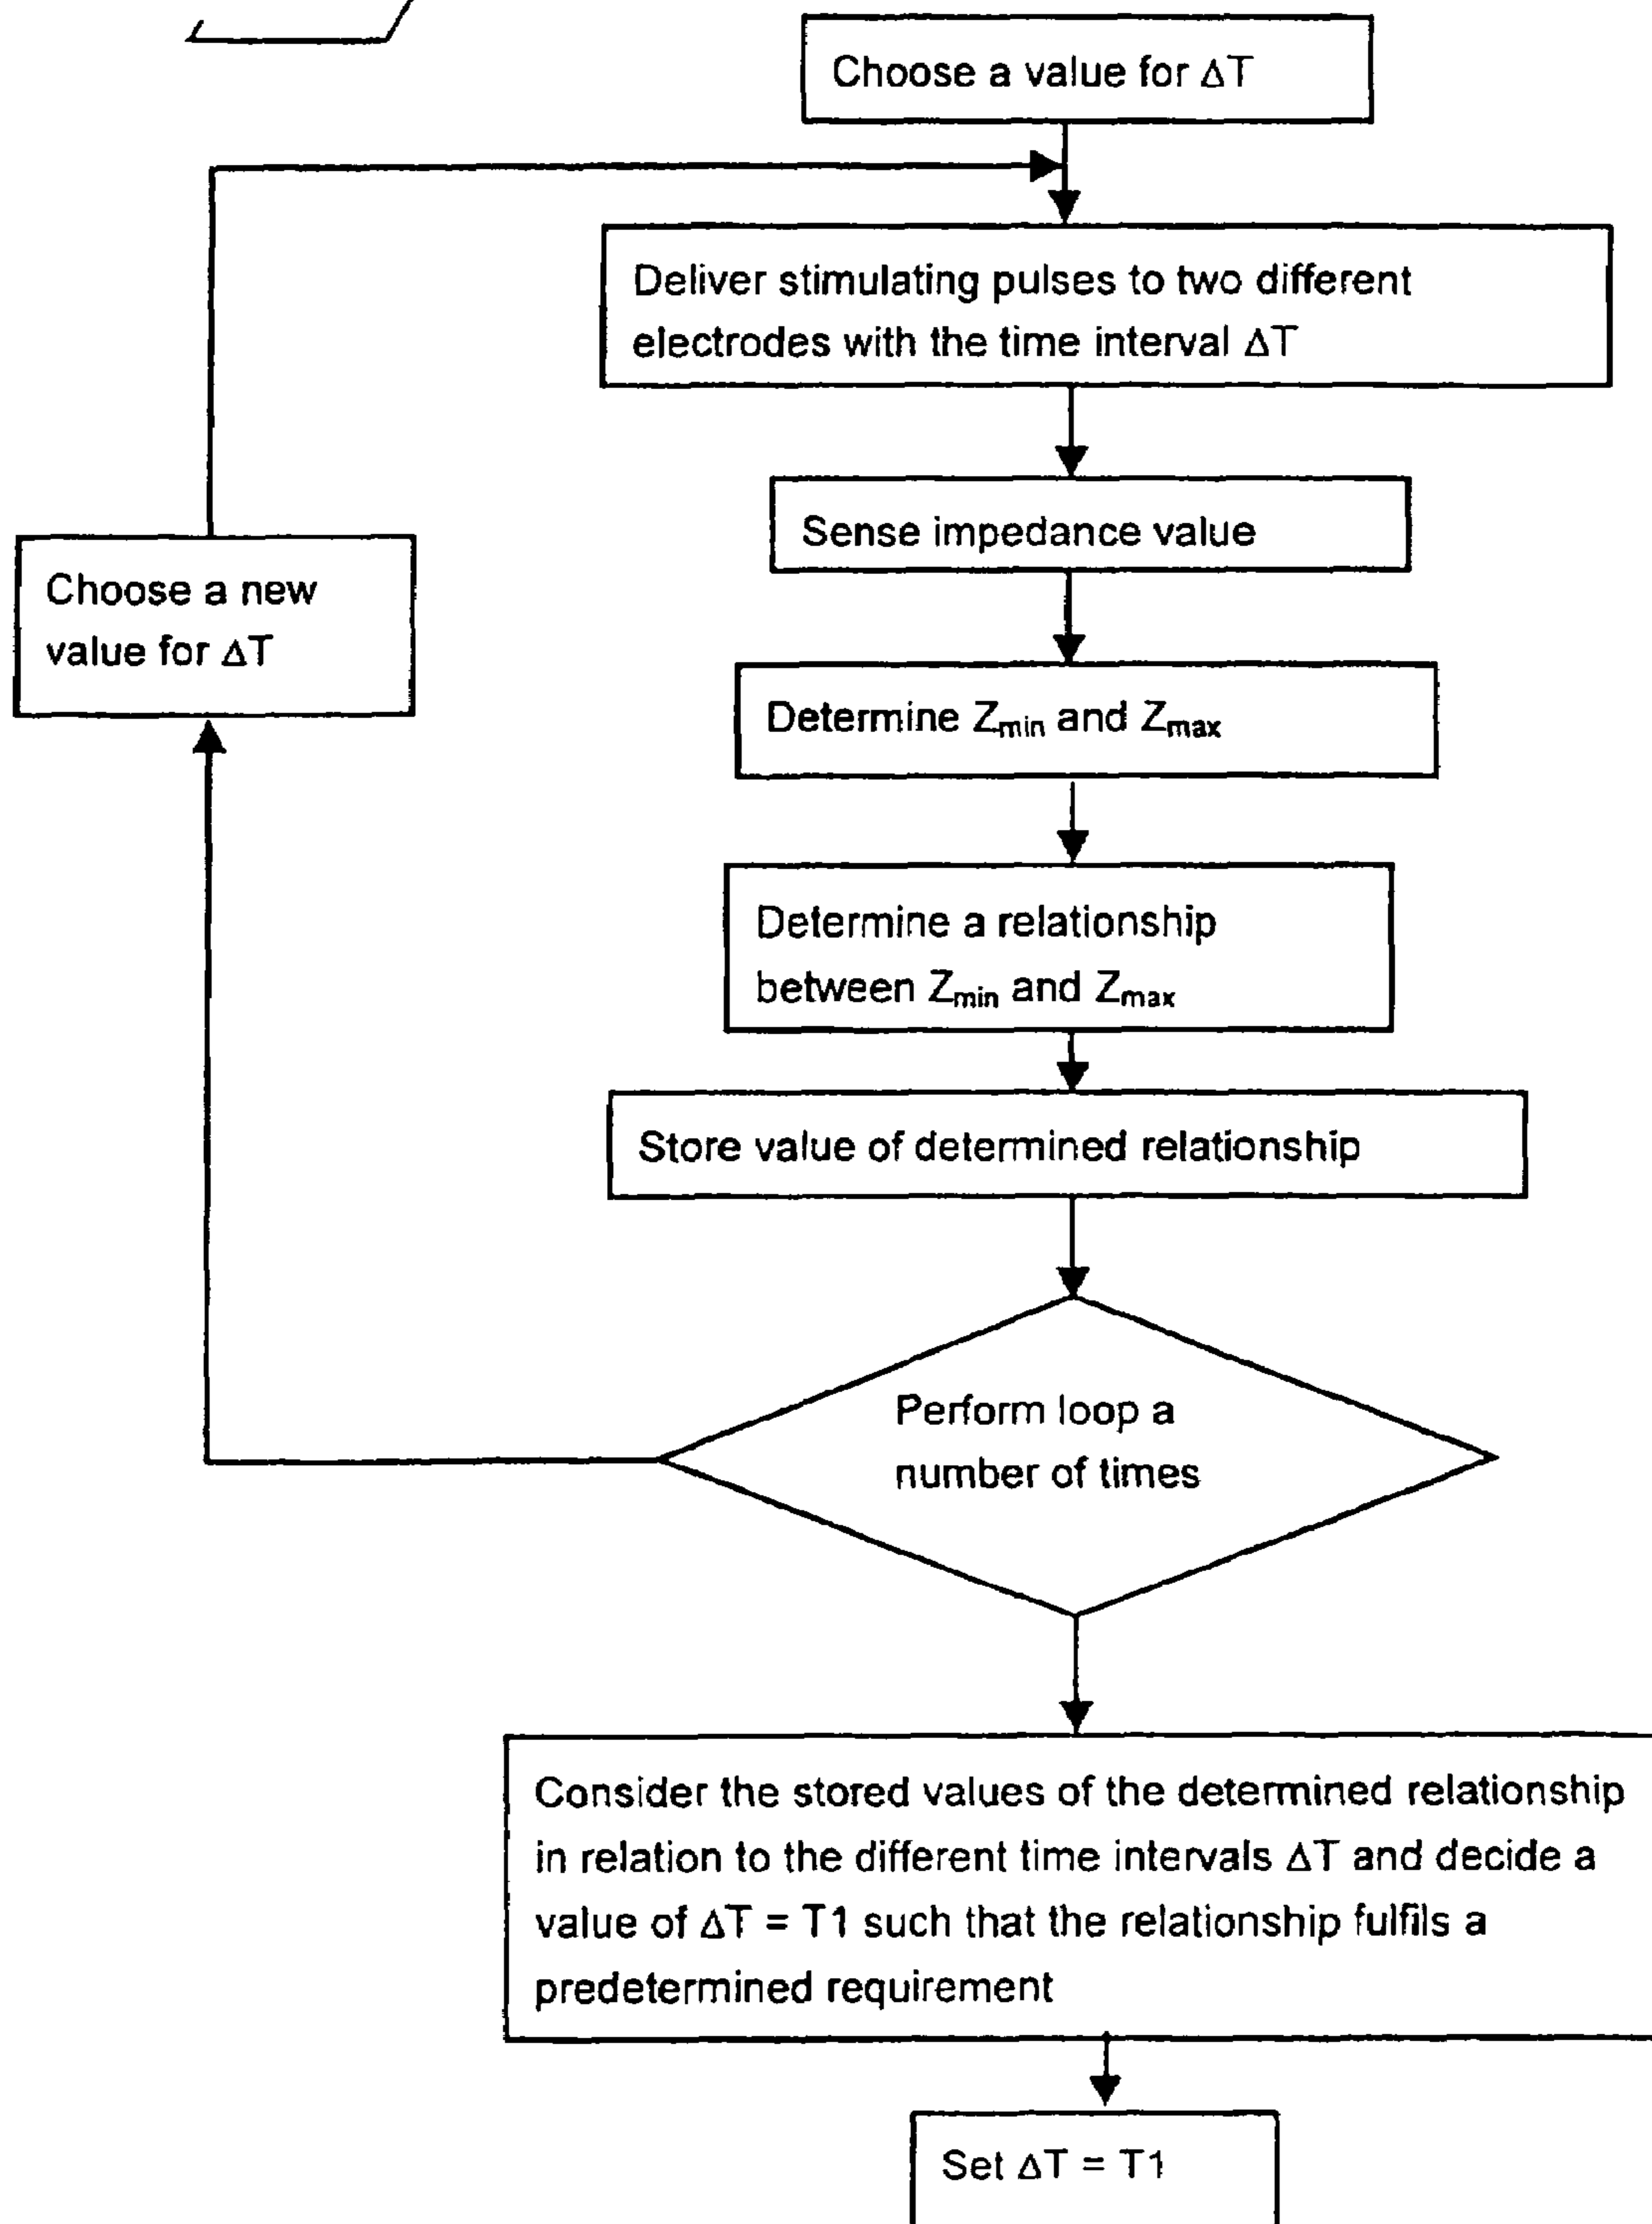 Choose a value for ΔT
Deliver stimulating pulses to two different
electrodes with the time interval ΔT
Sense impedance value
Choose a new
value for ΔT
Determine Zmin and Zmax
Determine a relationship
between Zmin and Zmax
Store value of determined relationship
Perform loop a
number of times
Consider the stored values of the determined relationship
in relation to the different time intervals ΔT and decide a
value of ΔT = T1 such that the relationship fulfils a
predetermined requirement
Set ΔT = T1